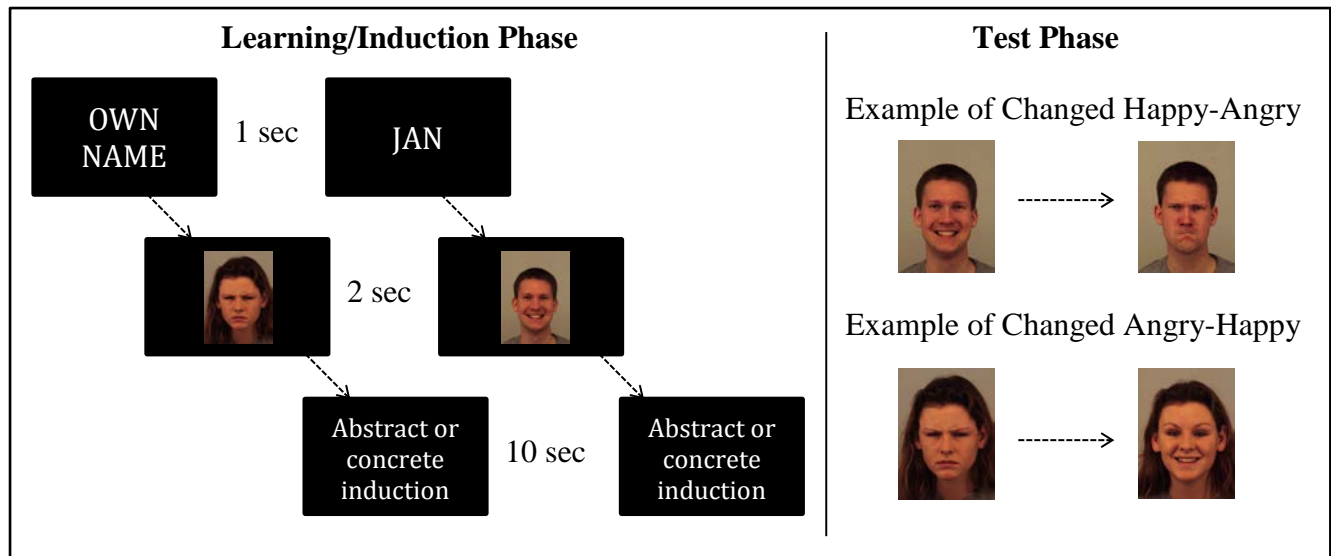 Learning/Induction Phase
OWN
NAME
1 sec
JAN
2 sec
Abstract or
concrete
induction
10 sec
Abstract or
concrete
induction
Test Phase
Example of Changed Happy-Angry
Example of Changed Angry-Happy